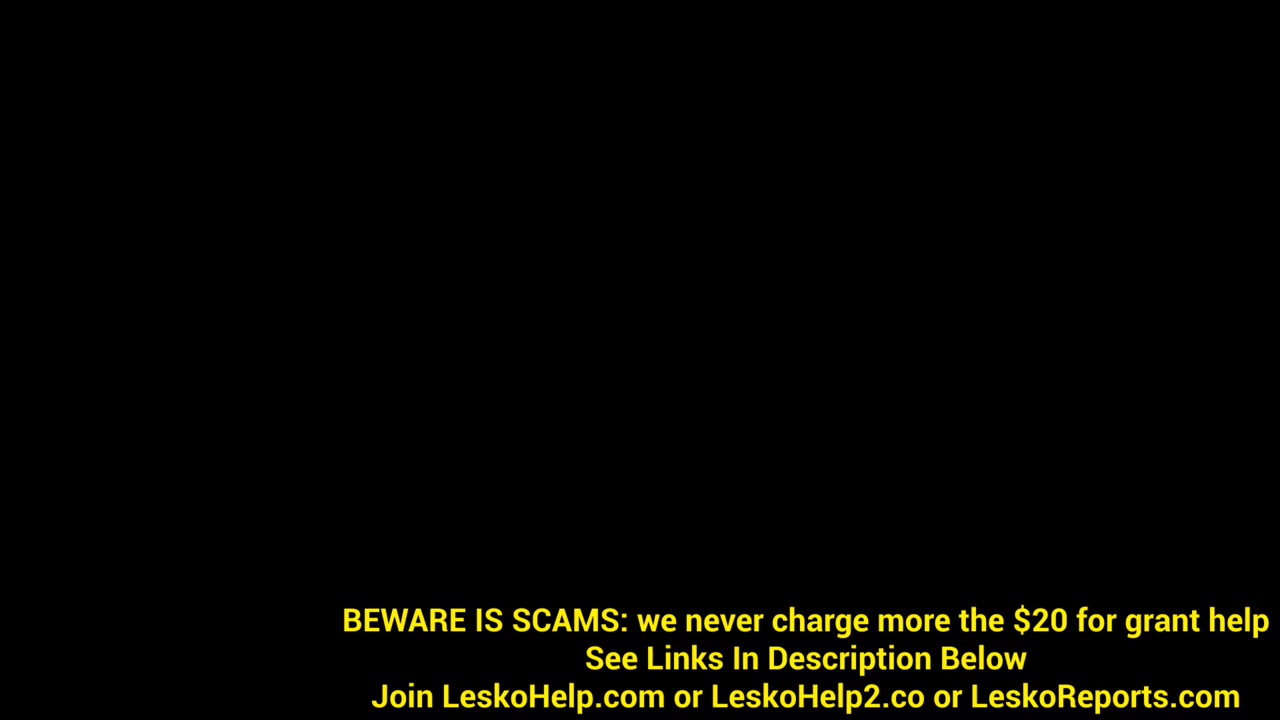 BEWARE IS SCAMS: we never charge more the $20 for grant help
See Links In Description Below
Join LeskoHelp.com or LeskoHelp2.co or LeskoReports.com